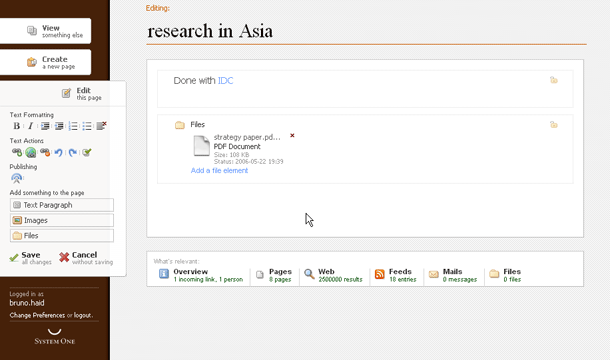 Editing:
research in Asia
View
something else
Create
a new page
Edit
this page
Text Formatting
B I
Text Actions
Publishing
Add something to the page
Text Paragraph
Images
Files
Save
all changes
Cancel
without saving
Logged in as
bruno.haid
Change Preferences or logout.
SYSTEM ONE
Done with IDC
Files
strategy paper.pd...
PDF Document
Size: 100 KB
Status: 2006-05-22 19:39
Add a file element
What's relevant:
Overview
1 incoming link, 1 person
Pages
8 pages
Web
2500000 results
Feeds
18 entries
Mails
0 messages
Files
0 files